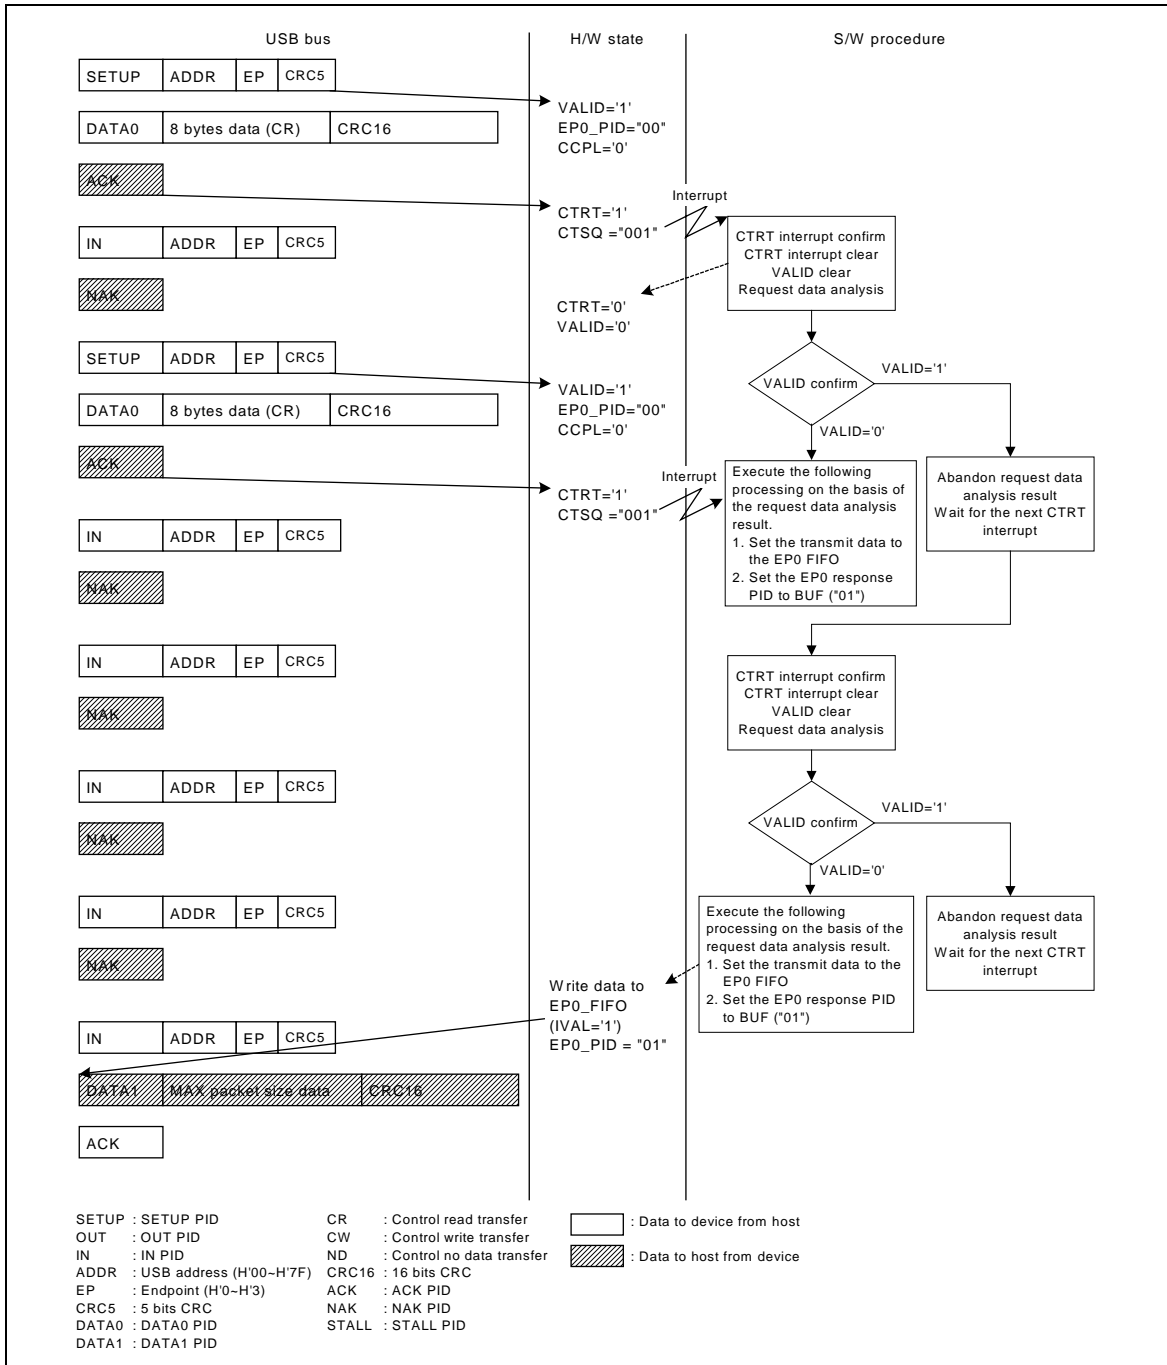 USB bus
H/W state
S/W procedure
SETUP ADDR EP CRC5
VALID='1'
EP0_PID="00"
CCPL='0'
DATA0 8 bytes data (CR) CRC16
ACK
Interrupt
CTRT='1'
CTSQ ="001"
IN ADDR EP CRC5
CTRT interrupt confirm
CTRT interrupt clear
VALID clear
Request data analysis
NAK
CTRT='0'
VALID='0'
SETUP ADDR EP CRC5
VALID='1'
VALID confirm
VALID='1'
EP0_PID="00"
CCPL='0'
DATA0 8 bytes data (CR) CRC16
VALID='0'
ACK
Interrupt
CTRT='1'
CTSQ ="001"
Execute the following
processing on the basis of
the request data analysis
result.
1. Set the transmit data to
the EP0 FIFO
2. Set the EP0 response
PID to BUF ("01")
Abandon request data
analysis result
Wait for the next CTRT
interrupt
IN ADDR EP CRC5
NAK
IN ADDR EP CRC5
CTRT interrupt confirm
CTRT interrupt clear
VALID clear
Request data analysis
NAK
IN ADDR EP CRC5
VALID='1'
VALID confirm
NAK
VALID='0'
IN ADDR EP CRC5
Execute the following
processing on the basis of the
request data analysis result.
1. Set the transmit data to the
EP0 FIFO
2. Set the EP0 response PID
to BUF ("01")
Abandon request data
analysis result
Wait for the next CTRT
interrupt
NAK
Write data to
EP0_FIFO
(IVAL='1')
EP0_PID = "01"
IN ADDR EP CRC5
DATA1 MAX packet size data CRC16
ACK
SETUP : SETUP PID
OUT : OUT PID
IN : IN PID
ADDR : USB address (H'00~H'7F)
EP : Endpoint (H'0~H'3)
CRC5 : 5 bits CRC
DATA0 : DATA0 PID
DATA1 : DATA1 PID
CR : Control read transfer
CW : Control write transfer
ND : Control no data transfer
CRC16 : 16 bits CRC
ACK : ACK PID
NAK : NAK PID
STALL : STALL PID
: Data to device from host
: Data to host from device